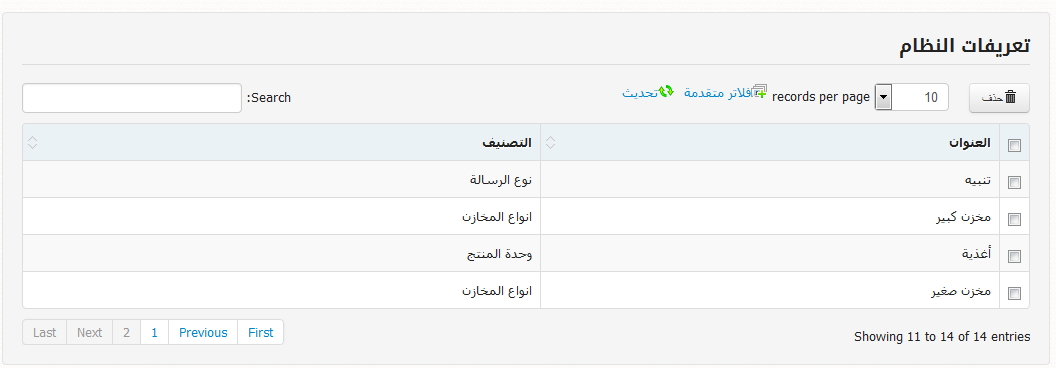 تعريفات النظام
حذف 10 records per page فلاتر متقدمة تحديث Search:
العنوان التصنيف
تنبيه نوع الرسالة
مخزن كبير انواع المخازن
أغذية وحدة المنتج
مخزن صغير انواع المخازن
Showing 11 to 14 of 14 entries
First Previous 1 2 Next Last